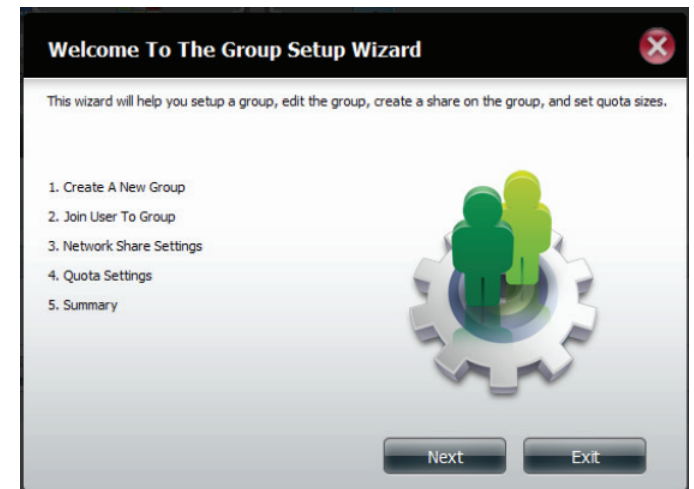 Welcome To The Group Setup Wizard
This wizard will help you setup a group, edit the group, create a share on the group, and set quota sizes.
1. Create A New Group
2. Join User To Group
3. Network Share Settings
4. Quota Settings
5. Summary
Next Exit